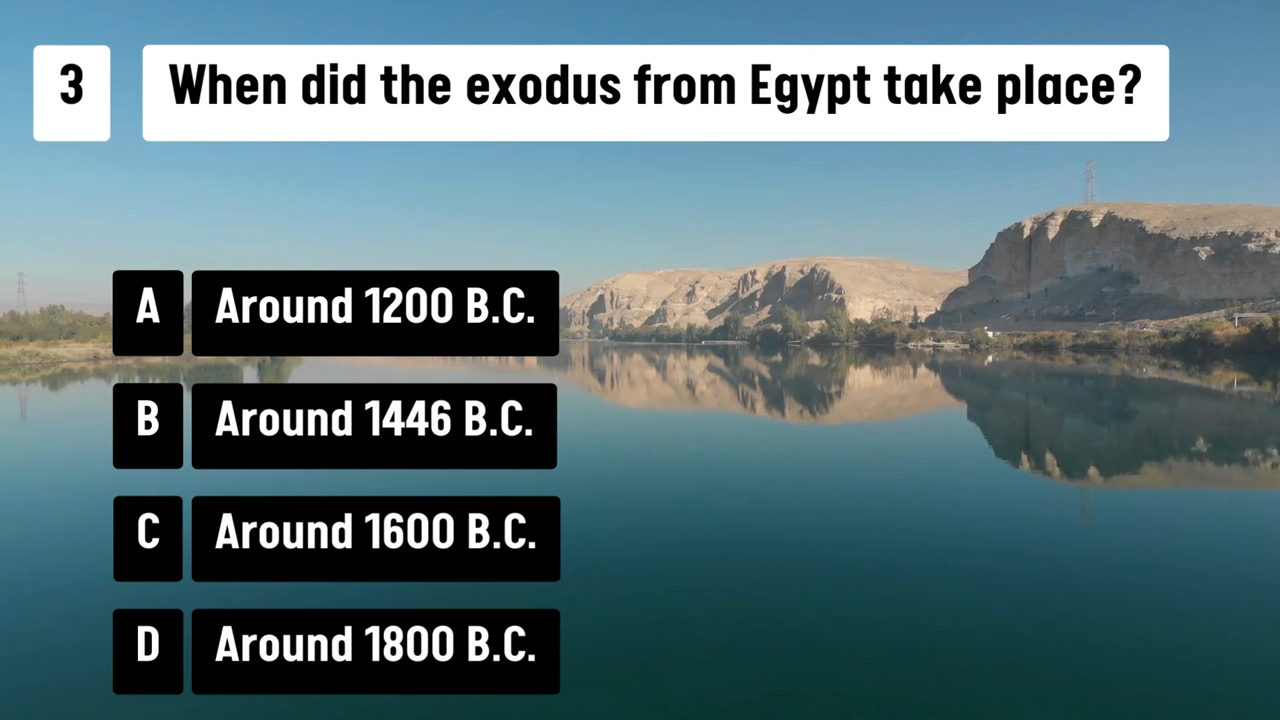 3 When did the exodus from Egypt take place?
A Around 1200 B.C.
B Around 1446 B.C.
C Around 1600 B.C.
D Around 1800 B.C.